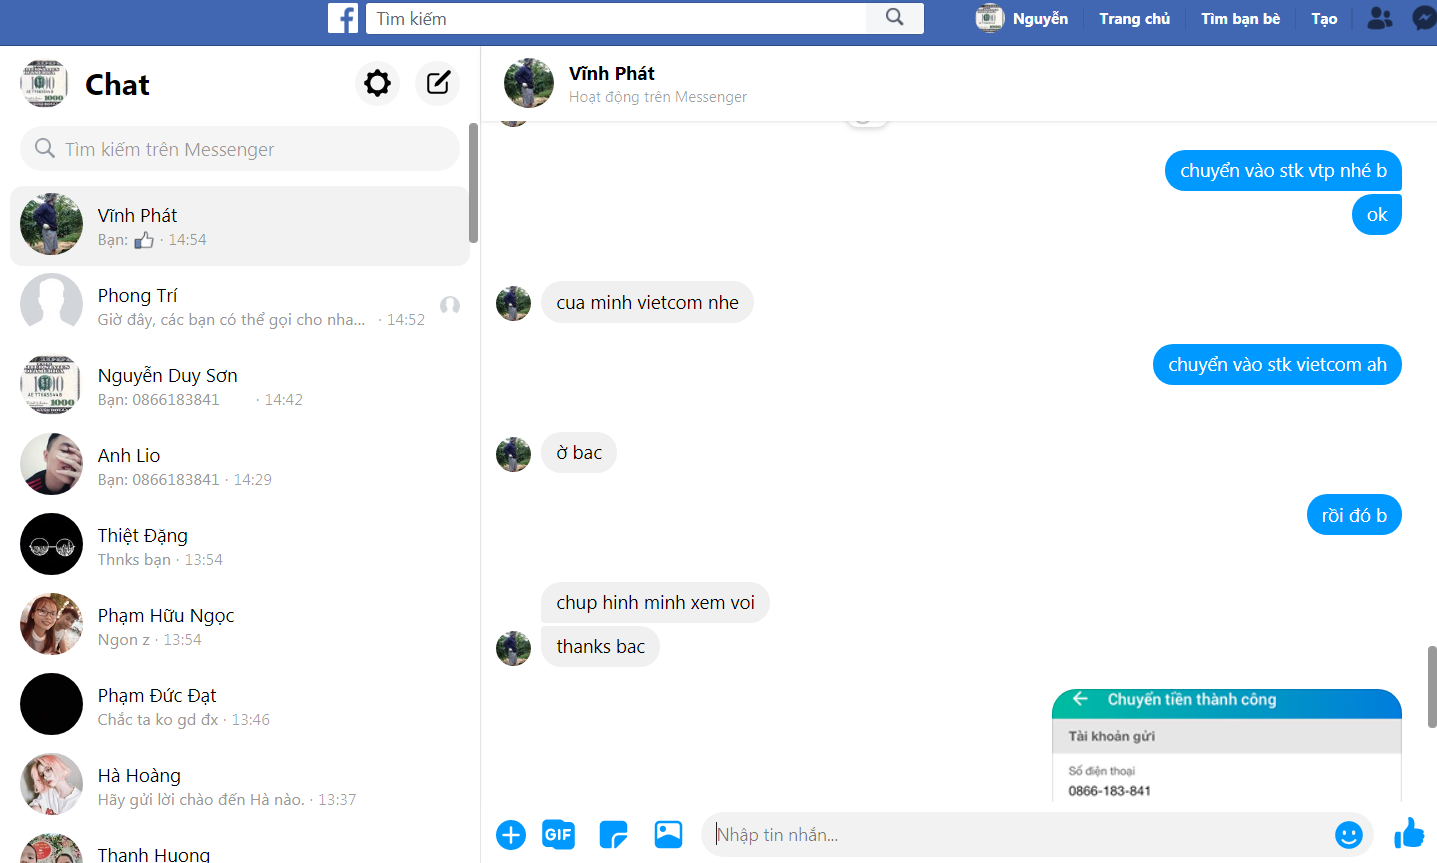 Tìm kiếm
Nguyễn
Trang chủ
Tìm bạn bè
Tạo
Chat
Tìm kiếm trên Messenger
Vĩnh Phát
Bạn: · 14:54
Phong Trí
Giờ đây, các bạn có thể gọi cho nha... · 14:52
Nguyễn Duy Sơn
Bạn: 0866183841 · 14:42
Anh Lio
Bạn: 0866183841 · 14:29
Thiệt Đặng
Thnks bạn · 13:54
Phạm Hữu Ngọc
Ngon z · 13:54
Phạm Đức Đạt
Chắc ta ko gd đx · 13:46
Hà Hoàng
Hãy gửi lời chào đến Hà nào. · 13:37
Thanh Huong
Vĩnh Phát
Hoạt động trên Messenger
chuyển vào stk vtp nhé b
ok
cua minh vietcom nhe
chuyển vào stk vietcom ah
ờ bac
rồi đó b
chup hinh minh xem voi
thanks bac
Chuyển tiền thành công
Tài khoản gửi
Số điện thoại
0866-183-841
GIF
Nhập tin nhắn...